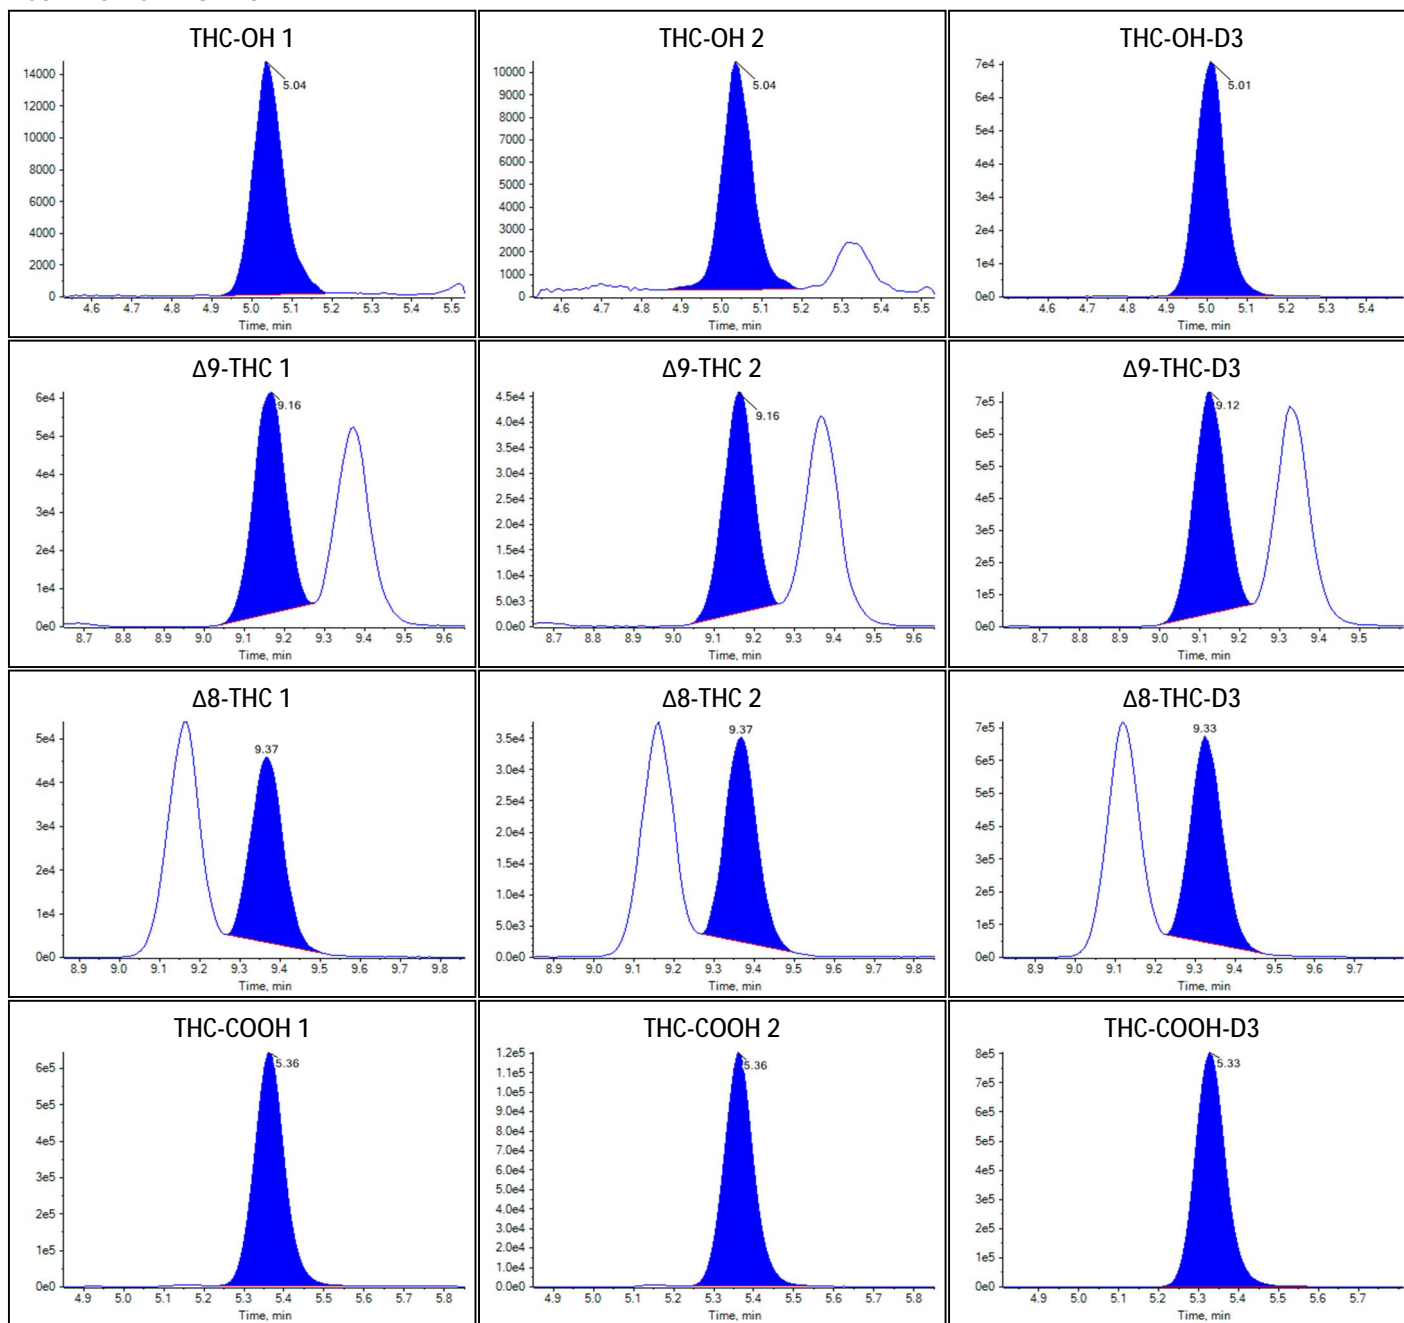 THC-OH 1
14000
12000
10000
8000
6000
4000
2000
0
5.04
4.6 4.7 4.8 4.9 5.0 5.1 5.2 5.3 5.4 5.5
Time, min
THC-OH 2
10000
9000
8000
7000
6000
5000
4000
3000
2000
1000
0
5.04
4.6 4.7 4.8 4.9 5.0 5.1 5.2 5.3 5.4 5.5
Time, min
THC-OH-D3
7e4
6e4
5e4
4e4
3e4
2e4
1e4
0e0
5.01
4.6 4.7 4.8 4.9 5.0 5.1 5.2 5.3 5.4
Time, min
Δ9-THC 1
6e4
5e4
4e4
3e4
2e4
1e4
0e0
9.16
8.7 8.8 8.9 9.0 9.1 9.2 9.3 9.4 9.5 9.6
Time, min
Δ9-THC 2
4.5e4
4.0e4
3.5e4
3.0e4
2.5e4
2.0e4
1.5e4
1.0e4
5.0e3
0.0e0
9.16
8.7 8.8 8.9 9.0 9.1 9.2 9.3 9.4 9.5 9.6
Time, min
Δ9-THC-D3
7e5
6e5
5e5
4e5
3e5
2e5
1e5
0e0
9.12
8.7 8.8 8.9 9.0 9.1 9.2 9.3 9.4 9.5
Time, min
Δ8-THC 1
5e4
4e4
3e4
2e4
1e4
0e0
9.37
8.9 9.0 9.1 9.2 9.3 9.4 9.5 9.6 9.7 9.8
Time, min
Δ8-THC 2
3.5e4
3.0e4
2.5e4
2.0e4
1.5e4
1.0e4
5.0e3
0.0e0
9.37
8.9 9.0 9.1 9.2 9.3 9.4 9.5 9.6 9.7 9.8
Time, min
Δ8-THC-D3
7e5
6e5
5e5
4e5
3e5
2e5
1e5
0e0
9.33
8.9 9.0 9.1 9.2 9.3 9.4 9.5 9.6 9.7
Time, min
THC-COOH 1
6e5
5e5
4e5
3e5
2e5
1e5
0e0
5.36
4.9 5.0 5.1 5.2 5.3 5.4 5.5 5.6 5.7 5.8
Time, min
THC-COOH 2
1.2e5
1.1e5
1.0e5
9.0e4
8.0e4
7.0e4
6.0e4
5.0e4
4.0e4
3.0e4
2.0e4
1.0e4
0.0e0
5.36
4.9 5.0 5.1 5.2 5.3 5.4 5.5 5.6 5.7 5.8
Time, min
THC-COOH-D3
8e5
7e5
6e5
5e5
4e5
3e5
2e5
1e5
0e0
5.33
4.9 5.0 5.1 5.2 5.3 5.4 5.5 5.6 5.7
Time, min